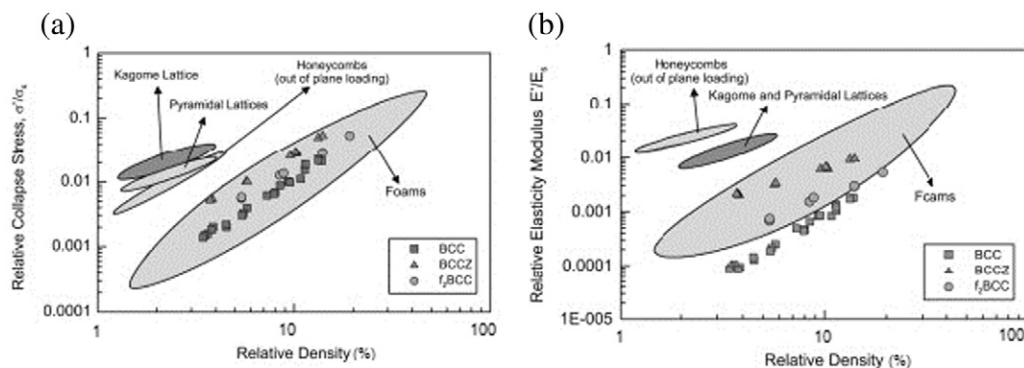 (a)
Relative Collapse Stress, σ*/σs
1
0.1
0.01
0.001
0.0001
Kagome Lattice
Pyramidal Lattices
Honeycombs
(out of plane loading)
Foams
BCC
BCCZ
f2BCC
1
10
100
Relative Density (%)
(b)
Relative Elasticity Modulus E*/Es
1
0.1
0.01
0.001
0.0001
1E-005
Honeycombs
(out of plane loading)
Kagome and Pyramidal Lattices
Fcams
BCC
BCCZ
f2BCC
1
10
100
Relative Density (%)